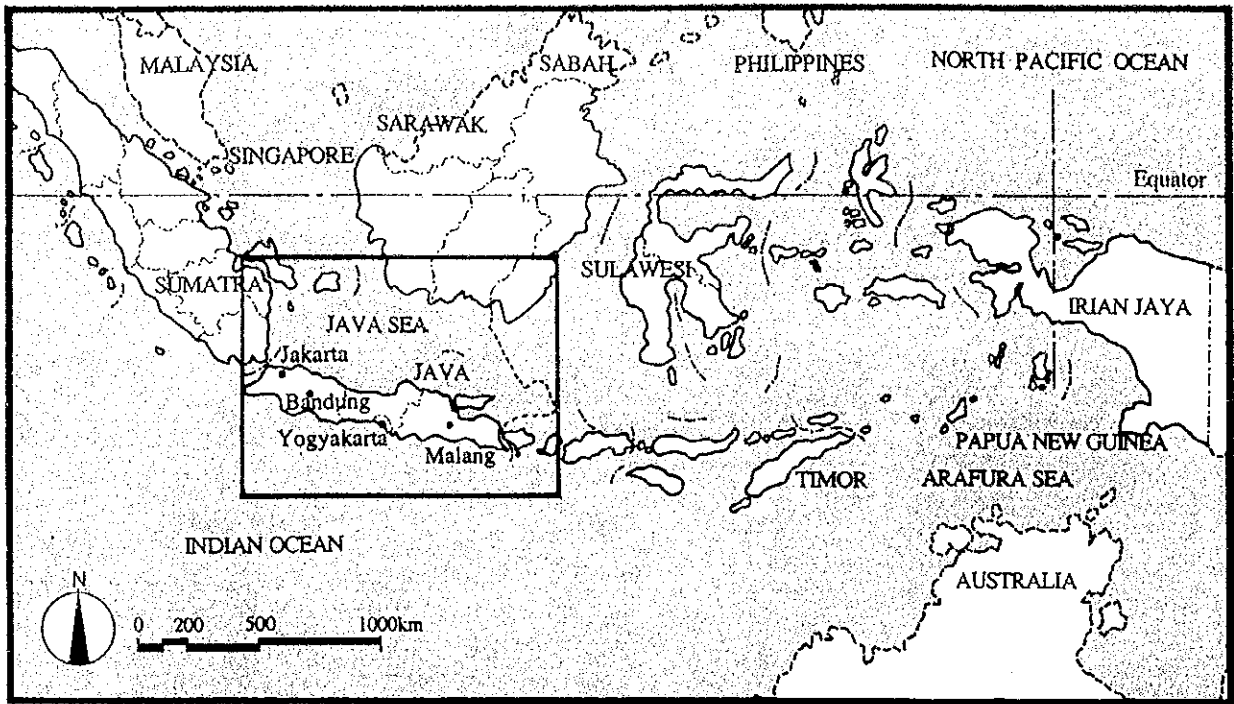 MALAYSIA
SABAH
PHILIPPINES
NORTH PACIFIC OCEAN
SARAWAK
SINGAPORE
Equator
SUMATRA
SULAWESI
IRIAN JAYA
JAVA SEA
Jakarta
JAVA
Bandung
Yogyakarta
Malang
PAPUA NEW GUINEA
TIMOR
ARAFURA SEA
INDIAN OCEAN
AUSTRALIA
N
0 200 500 1000km